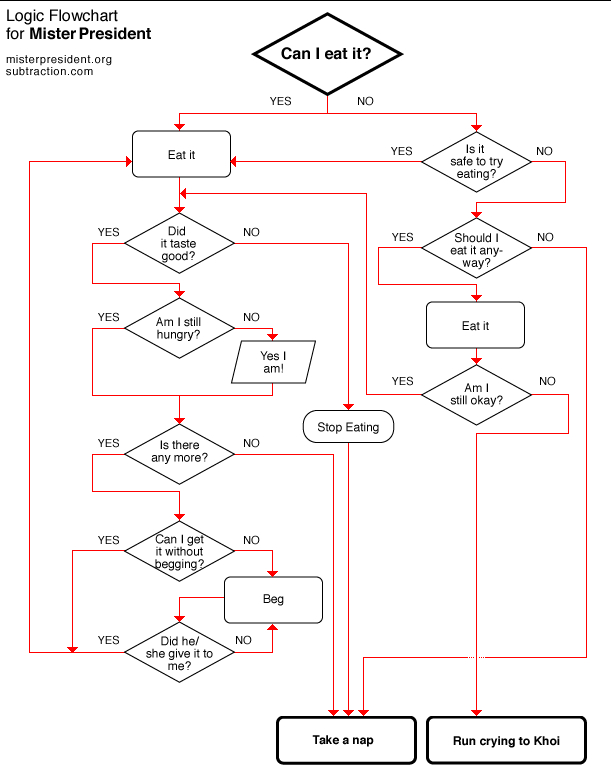 Logic Flowchart
for Mister President
misterpresident.org
subtraction.com
Can I eat it?
YES
NO
Eat it
YES
Is it
safe to try
eating?
NO
YES
Did
it taste
good?
NO
YES
Should I
eat it any-
way?
NO
YES
Am I still
hungry?
NO
Yes I
am!
Eat it
YES
Am I
still okay?
NO
Stop Eating
YES
Is there
any more?
NO
YES
Can I get
it without
begging?
NO
Beg
YES
Did he/
she give it to
me?
NO
Take a nap
Run crying to Khoi